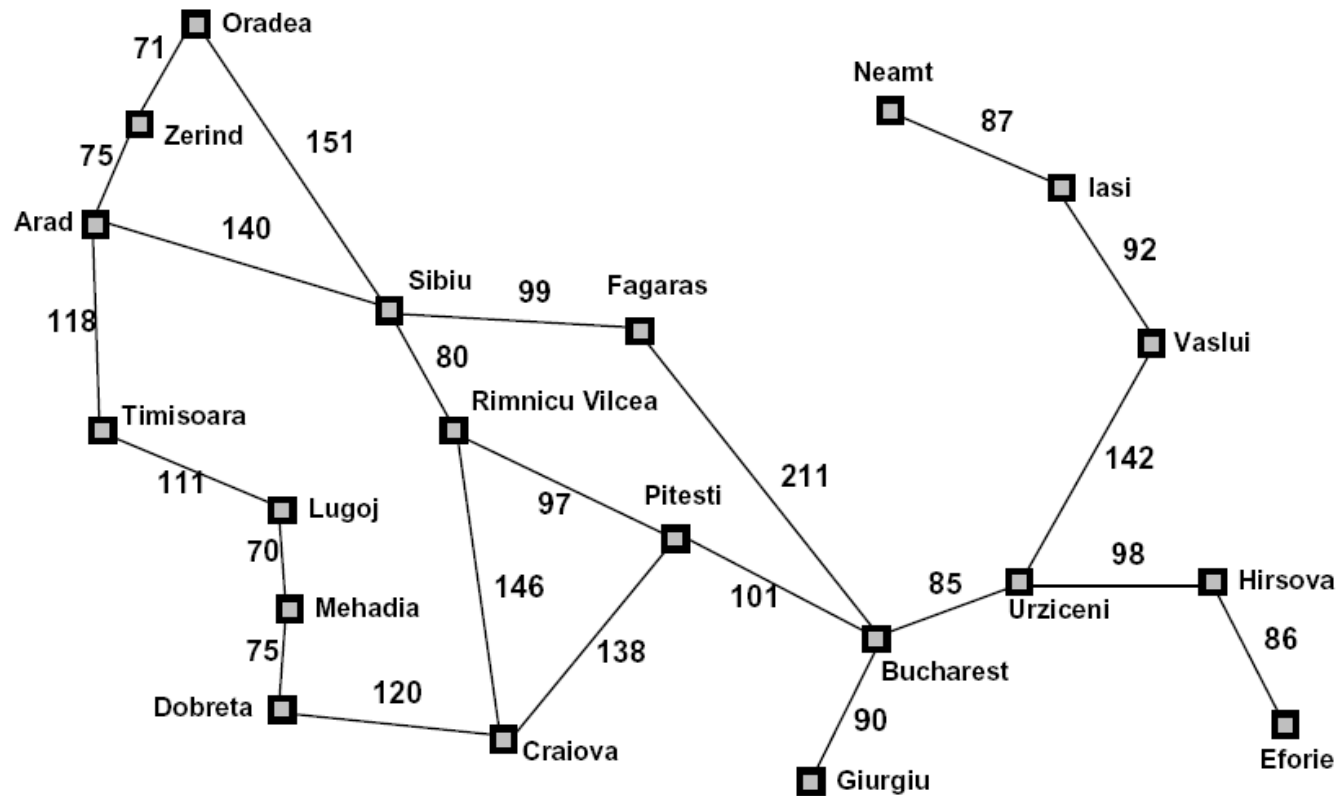 Oradea
71
Neamt
87
Zerind
151
75
Iasi
Arad
140
92
Sibiu
99
Fagaras
118
80
Vaslui
Timisoara
Rimnicu Vilcea
142
111
211
Lugoj
97
Pitesti
70
98
Hirsova
146
101
85
Urziceni
Mehadia
86
75
138
Bucharest
Dobreta
120
90
Craiova
Eforie
Giurgiu